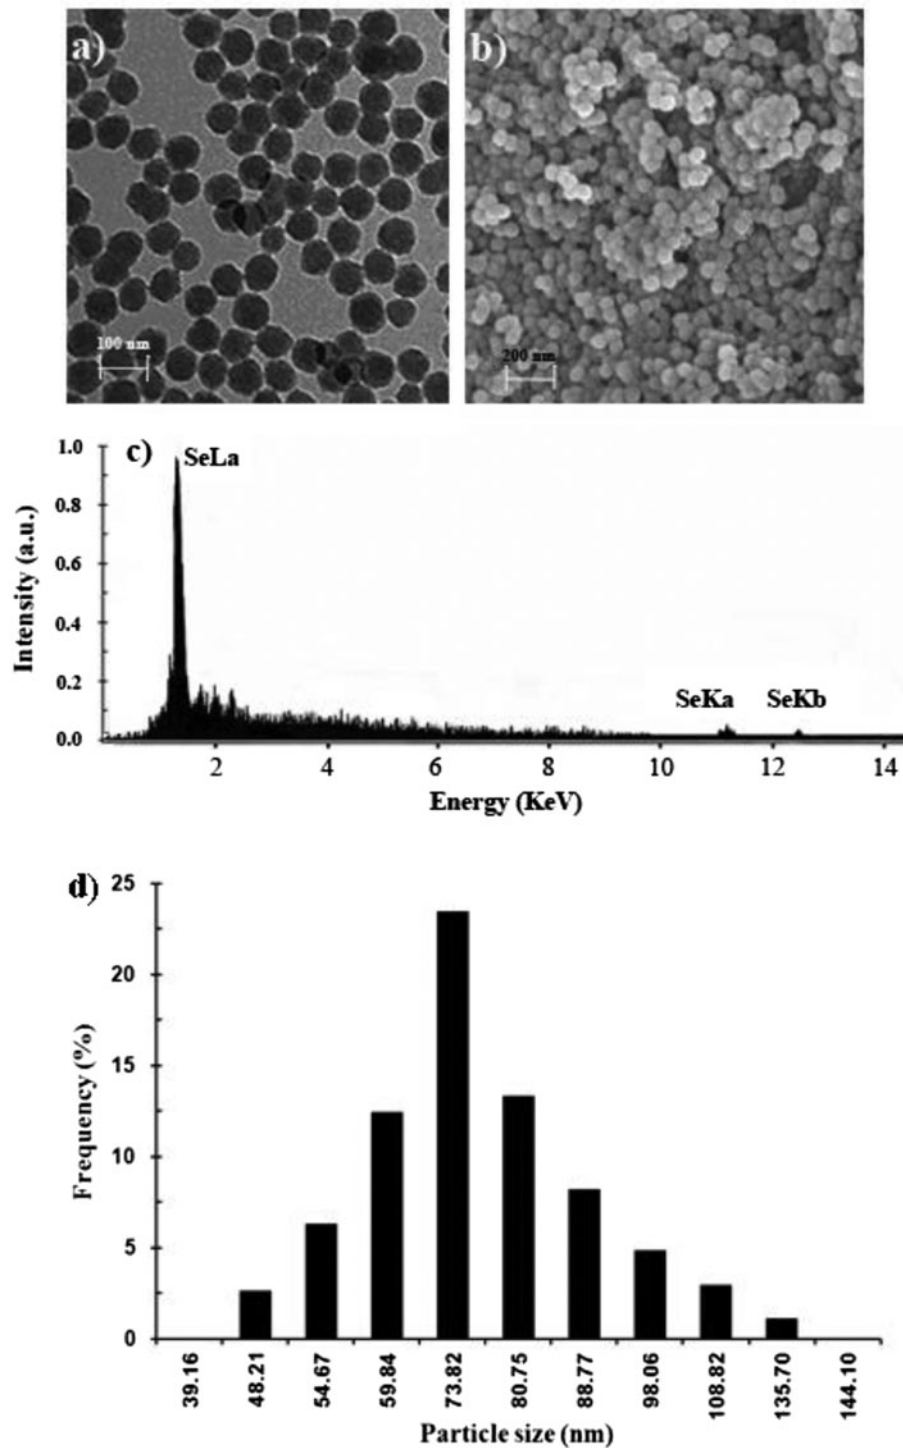 a)
b)
100 nm
200 nm
c)
SeLa
1.0
0.8
0.6
0.4
0.2
0.0
Intensity (a.u.)
SeKa
SeKb
2 4 6 8 10 12 14
Energy (KeV)
d)
25
20
15
10
5
0
Frequency (%)
39.16 48.21 54.67 59.84 73.82 80.75 88.77 98.06 108.82 135.70 144.10
Particle size (nm)